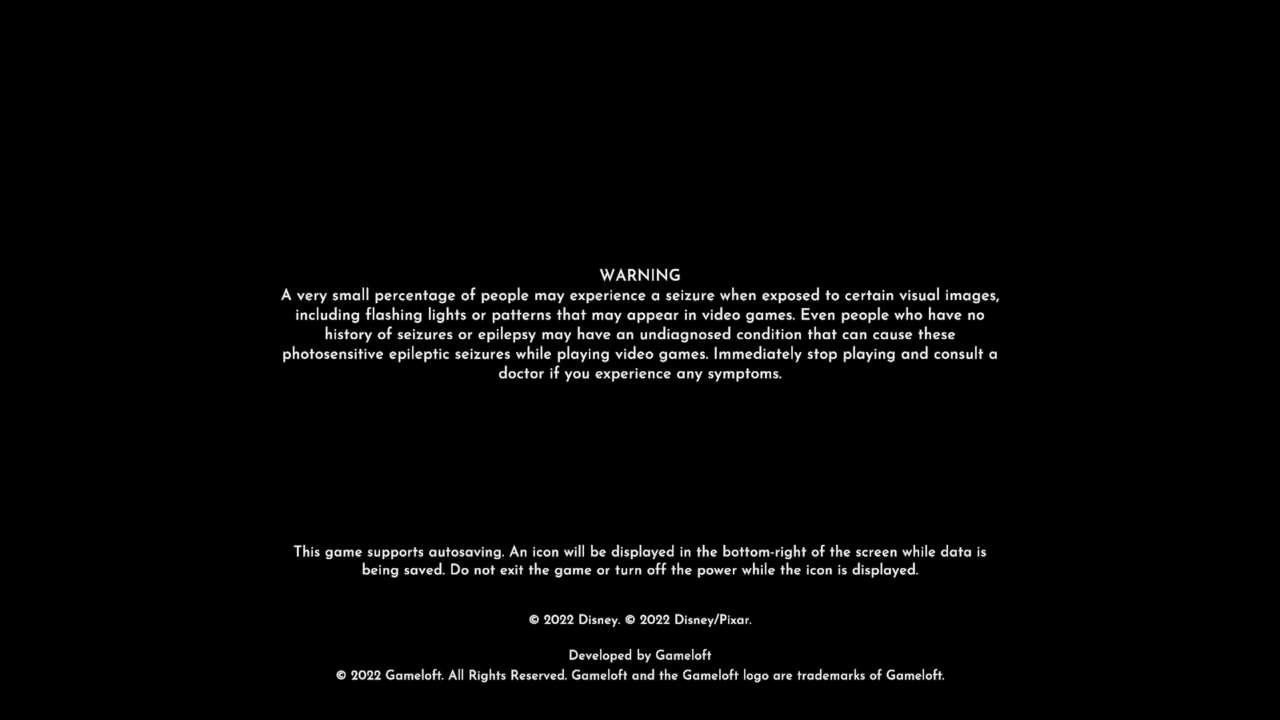 WARNING
A very small percentage of people may experience a seizure when exposed to certain visual images,
including flashing lights or patterns that may appear in video games. Even people who have no
history of seizures or epilepsy may have an undiagnosed condition that can cause these
photosensitive epileptic seizures while playing video games. Immediately stop playing and consult a
doctor if you experience any symptoms.
This game supports autosaving. An icon will be displayed in the bottom-right of the screen while data is
being saved. Do not exit the game or turn off the power while the icon is displayed.
© 2022 Disney. © 2022 Disney/Pixar.
Developed by Gameloft
© 2022 Gameloft. All Rights Reserved. Gameloft and the Gameloft logo are trademarks of Gameloft.